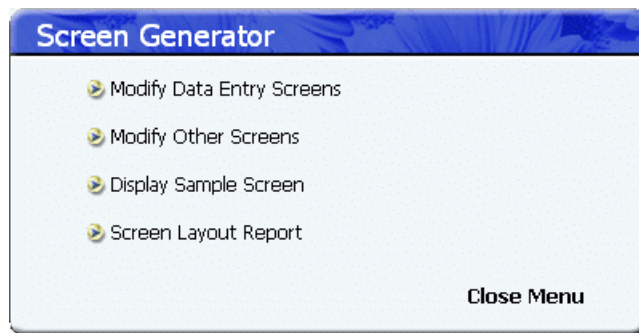 Screen Generator
Modify Data Entry Screens
Modify Other Screens
Display Sample Screen
Screen Layout Report
Close Menu